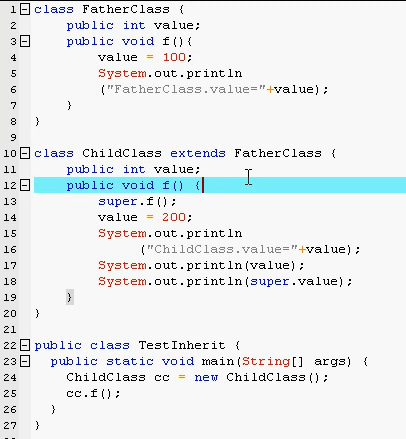 1 class FatherClass {
2 public int value;
3 public void f(){
4 value = 100;
5 System.out.println
6 ("FatherClass.value="+value);
7 }
8 }
9
10 class ChildClass extends FatherClass {
11 public int value;
12 public void f() {
13 super.f();
14 value = 200;
15 System.out.println
16 ("ChildClass.value="+value);
17 System.out.println(value);
18 System.out.println(super.value);
19 }
20 }
21
22 public class TestInherit {
23 public static void main(String[] args) {
24 ChildClass cc = new ChildClass();
25 cc.f();
26 }
27 }